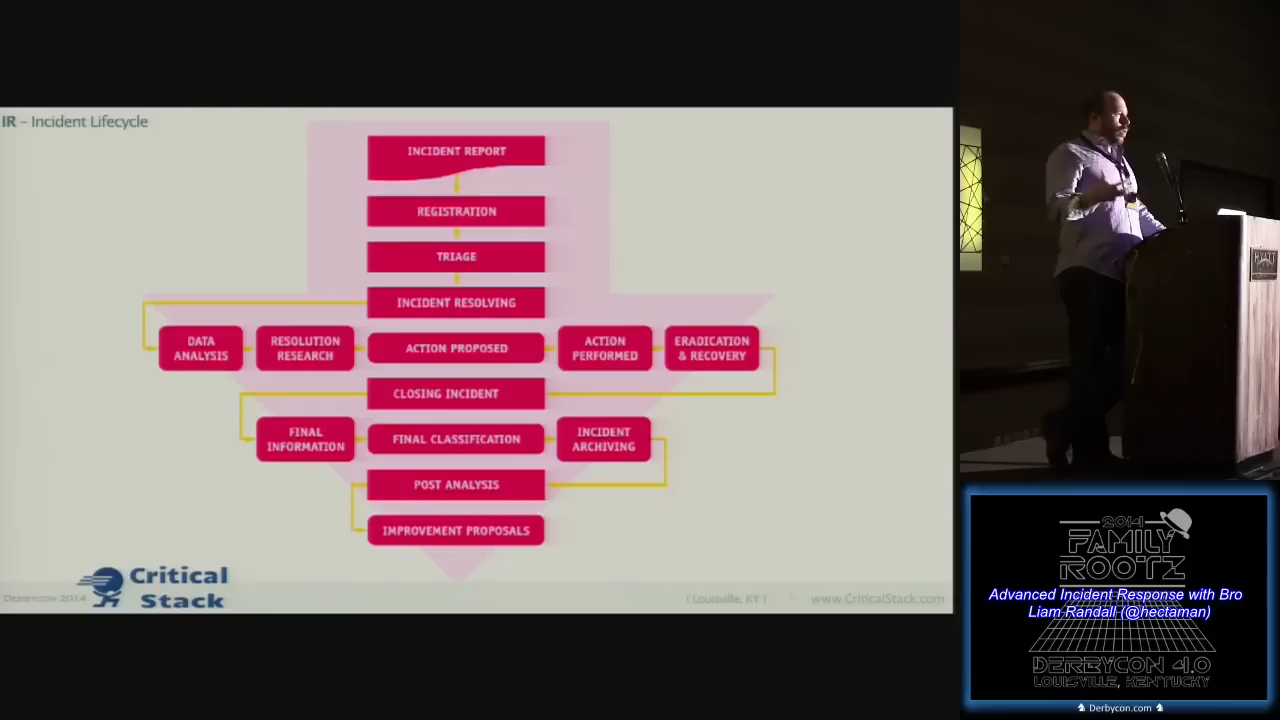 IR – Incident Lifecycle
INCIDENT REPORT
REGISTRATION
TRIAGE
INCIDENT RESOLVING
DATA
ANALYSIS
RESOLUTION
RESEARCH
ACTION PROPOSED
ACTION
PERFORMED
ERADICATION
& RECOVERY
CLOSING INCIDENT
FINAL
INFORMATION
FINAL CLASSIFICATION
INCIDENT
ARCHIVING
POST ANALYSIS
IMPROVEMENT PROPOSALS
Critical
Stack
DERBYCON 2014
( Louisville, KY )
www.CriticalStack.com
HYATT
2014
FAMILY
ROOTZ
Advanced Incident Response with Bro
Liam Randall (@hectaman)
DERBYCON 4.0
LOUISVILLE, KENTUCKY
Derbycon.com